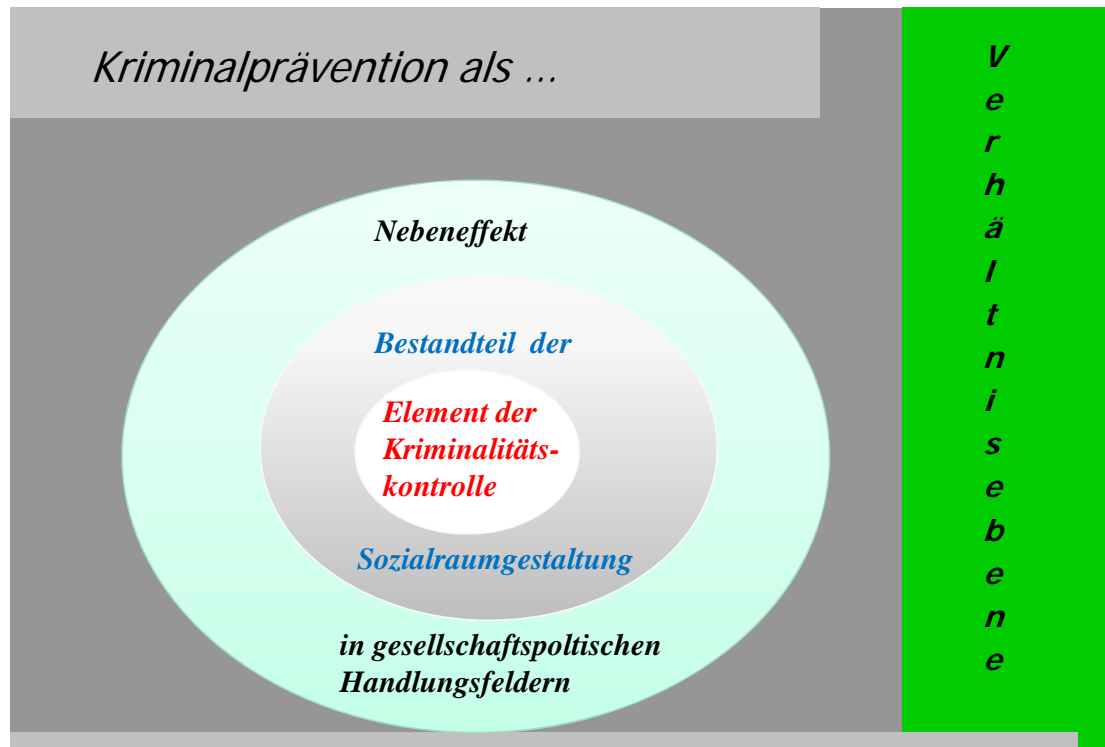 Kriminalprävention als ...
Nebeneffekt
Bestandteil der
Element der
Kriminalitäts-
kontrolle
Sozialraumgestaltung
in gesellschaftspoltischen
Handlungsfeldern
V
e
r
h
ä
l
t
n
i
s
e
b
e
n
e